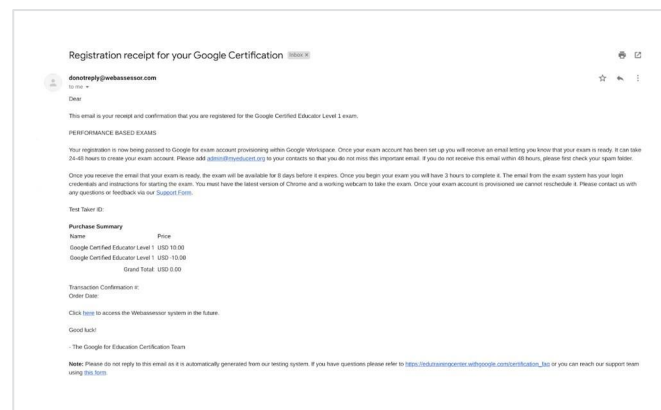 Registration receipt for your Google Certification Inbox ×
donotreply@webassessor.com
to me
Dear
This email is your receipt and confirmation that you are registered for the Google Certified Educator Level 1 exam.
PERFORMANCE BASED EXAMS
Your registration is now being passed to Google for exam account provisioning within Google Workspace. Once your exam account has been set up you will receive an email letting you know that your exam is ready. It can take
24-48 hours to create your exam account. Please add admin@myeducert.org to your contacts so that you do not miss this important email. If you do not receive this email within 48 hours, please first check your spam folder.
Once you receive the email that your exam is ready, the exam will be available for 8 days before it expires. Once you begin your exam you will have 3 hours to complete it. The email from the exam system has your login
credentials and instructions for starting the exam. You must have the latest version of Chrome and a working webcam to take the exam. Once your exam account is provisioned we cannot reschedule it. Please contact us with
any questions or feedback via our Support Form.
Test Taker ID:
Purchase Summary
Name Price
Google Certified Educator Level 1 USD 10.00
Google Certified Educator Level 1 USD -10.00
Grand Total: USD 0.00
Transaction Confirmation #:
Order Date:
Click here to access the Webassessor system in the future.
Good luck!
- The Google for Education Certification Team
Note: Please do not reply to this email as it is automatically generated from our testing system. If you have questions please refer to https://edutrainingcenter.withgoogle.com/certification_faq or you can reach our support team
using this form.